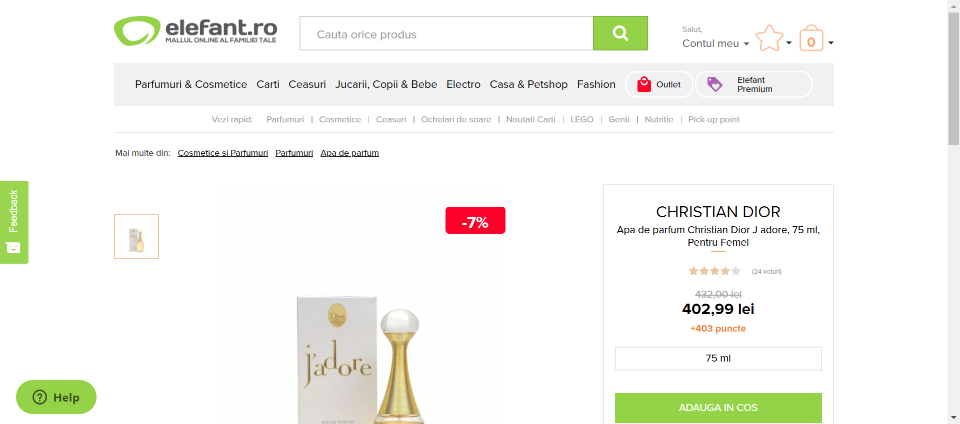 elefant.ro
MALLUL ONLINE AL FAMILIEI TALE
Cauta orice produs
Salut,
Contul meu
0
Parfumuri & Cosmetice Carti Ceasuri Jucarii, Copii & Bebe Electro Casa & Petshop Fashion Outlet Elefant Premium
Vezi rapid: Parfumuri | Cosmetice | Ceasuri | Ochelari de soare | Noutati Carti | LEGO | Genti | Nutritie | Pick-up point
Mai multe din: Cosmetice si Parfumuri Parfumuri Apa de parfum
Feedback
-7%
CHRISTIAN DIOR
Apa de parfum Christian Dior J adore, 75 ml,
Pentru Femei
(24 voturi)
432,00 lei
402,99 lei
+403 puncte
75 ml
ADAUGA IN COS
Dior
j'adore
EAU DE PARFUM
Help